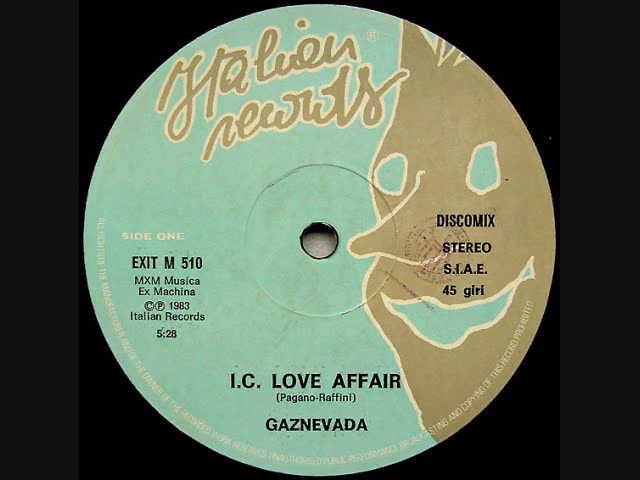 Italian
records
®
SIDE ONE
EXIT M 510
MXM Musica
Ex Machina
©℗ 1983
Italian Records
5:28
DISCOMIX
STEREO
S.I.A.E.
45 giri
I.C. LOVE AFFAIR
(Pagano-Raffini)
GAZNEVADA